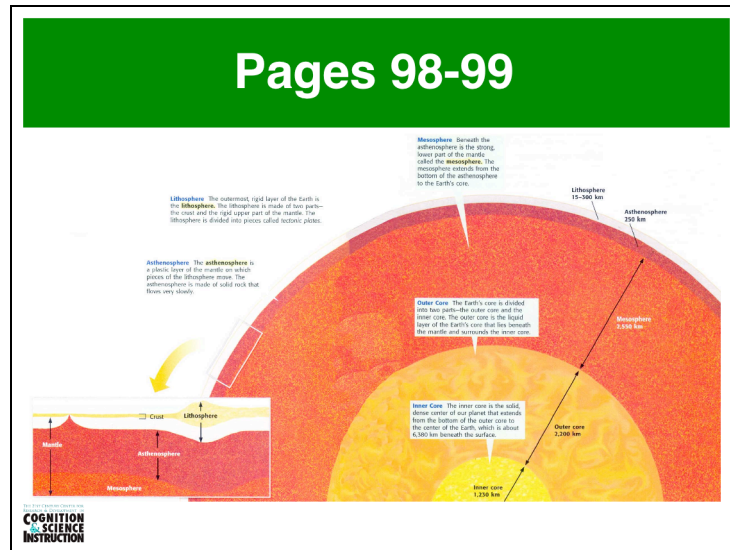 Pages 98-99
Mesosphere Beneath the
asthenosphere is the strong,
lower part of the mantle
called the mesosphere. The
mesosphere extends from the
bottom of the asthenosphere
to the Earth's core.
Lithosphere The outermost, rigid layer of the Earth is
the lithosphere. The lithosphere is made of two parts—
the crust and the rigid upper part of the mantle. The
lithosphere is divided into pieces called tectonic plates.
Lithosphere
15–300 km
Asthenosphere
250 km
Asthenosphere The asthenosphere is
a plastic layer of the mantle on which
pieces of the lithosphere move. The
asthenosphere is made of solid rock that
flows very slowly.
Outer Core The Earth's core is divided
into two parts—the outer core and the
inner core. The outer core is the liquid
layer of the Earth's core that lies beneath
the mantle and surrounds the inner core.
Mesosphere
2,550 km
Inner Core The inner core is the solid,
dense center of our planet that extends
from the bottom of the outer core to
the center of the Earth, which is about
6,380 km beneath the surface.
Outer core
2,200 km
Inner core
1,230 km
Crust
Lithosphere
Mantle
Asthenosphere
Mesosphere
COGNITION
& SCIENCE
INSTRUCTION